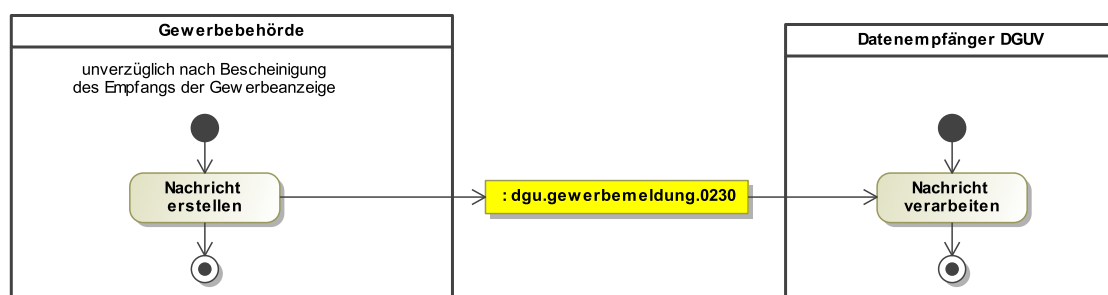 Gewerbebehörde
unverzüglich nach Bescheinigung
des Empfangs der Gewerbeanzeige
Nachricht
erstellen
: dgu.gewerbemeldung.0230
Datenempfänger DGUV
Nachricht
verarbeiten